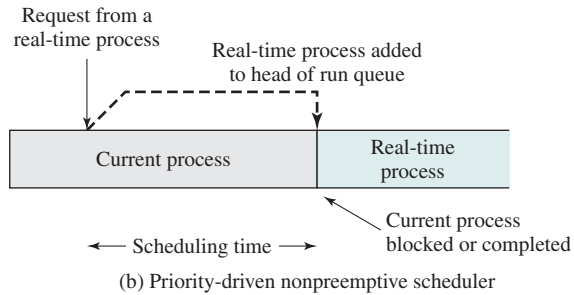 Request from a
real-time process
Real-time process added
to head of run queue
Current process
Real-time
process
Current process
blocked or completed
Scheduling time
(b) Priority-driven nonpreemptive scheduler